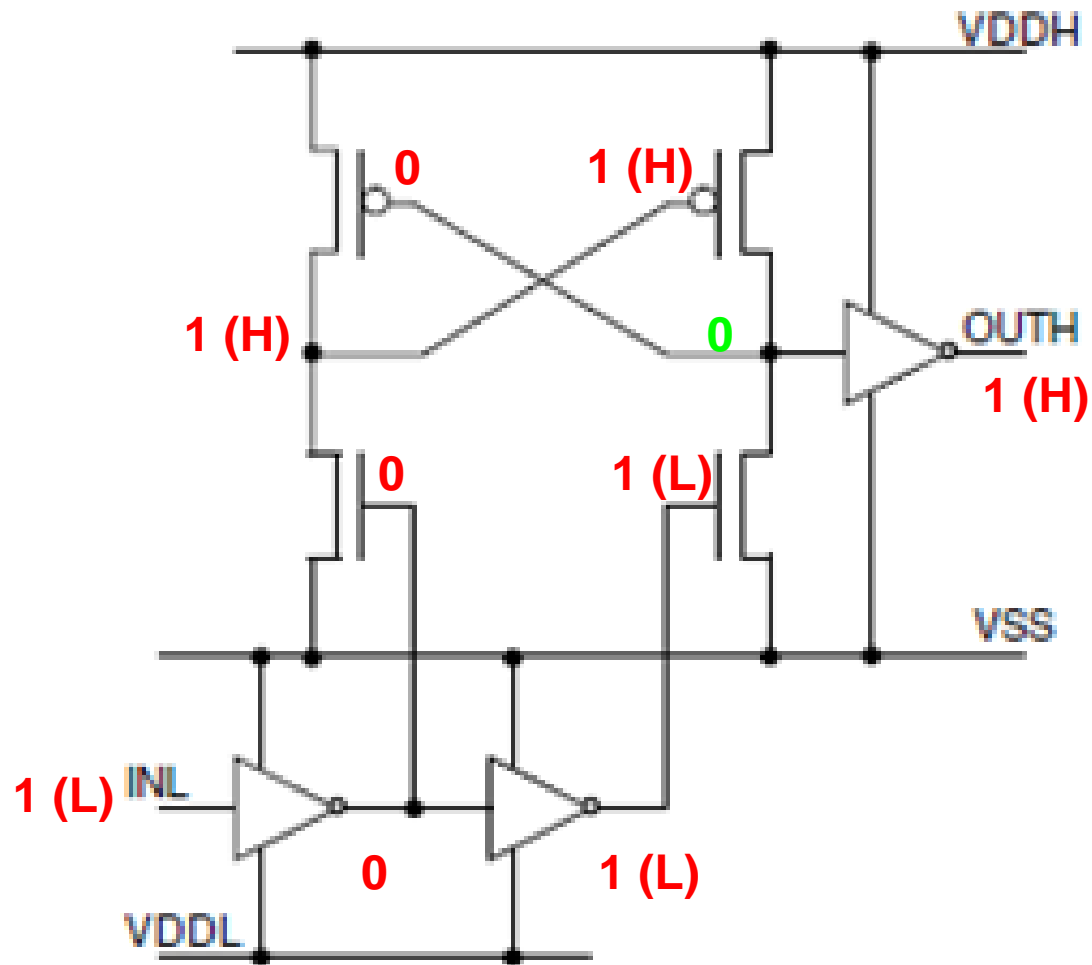 VDDH
0
1 (H)
1 (H)
0
OUTH
1 (H)
0
1 (L)
VSS
1 (L)
INL
0
1 (L)
VDDL